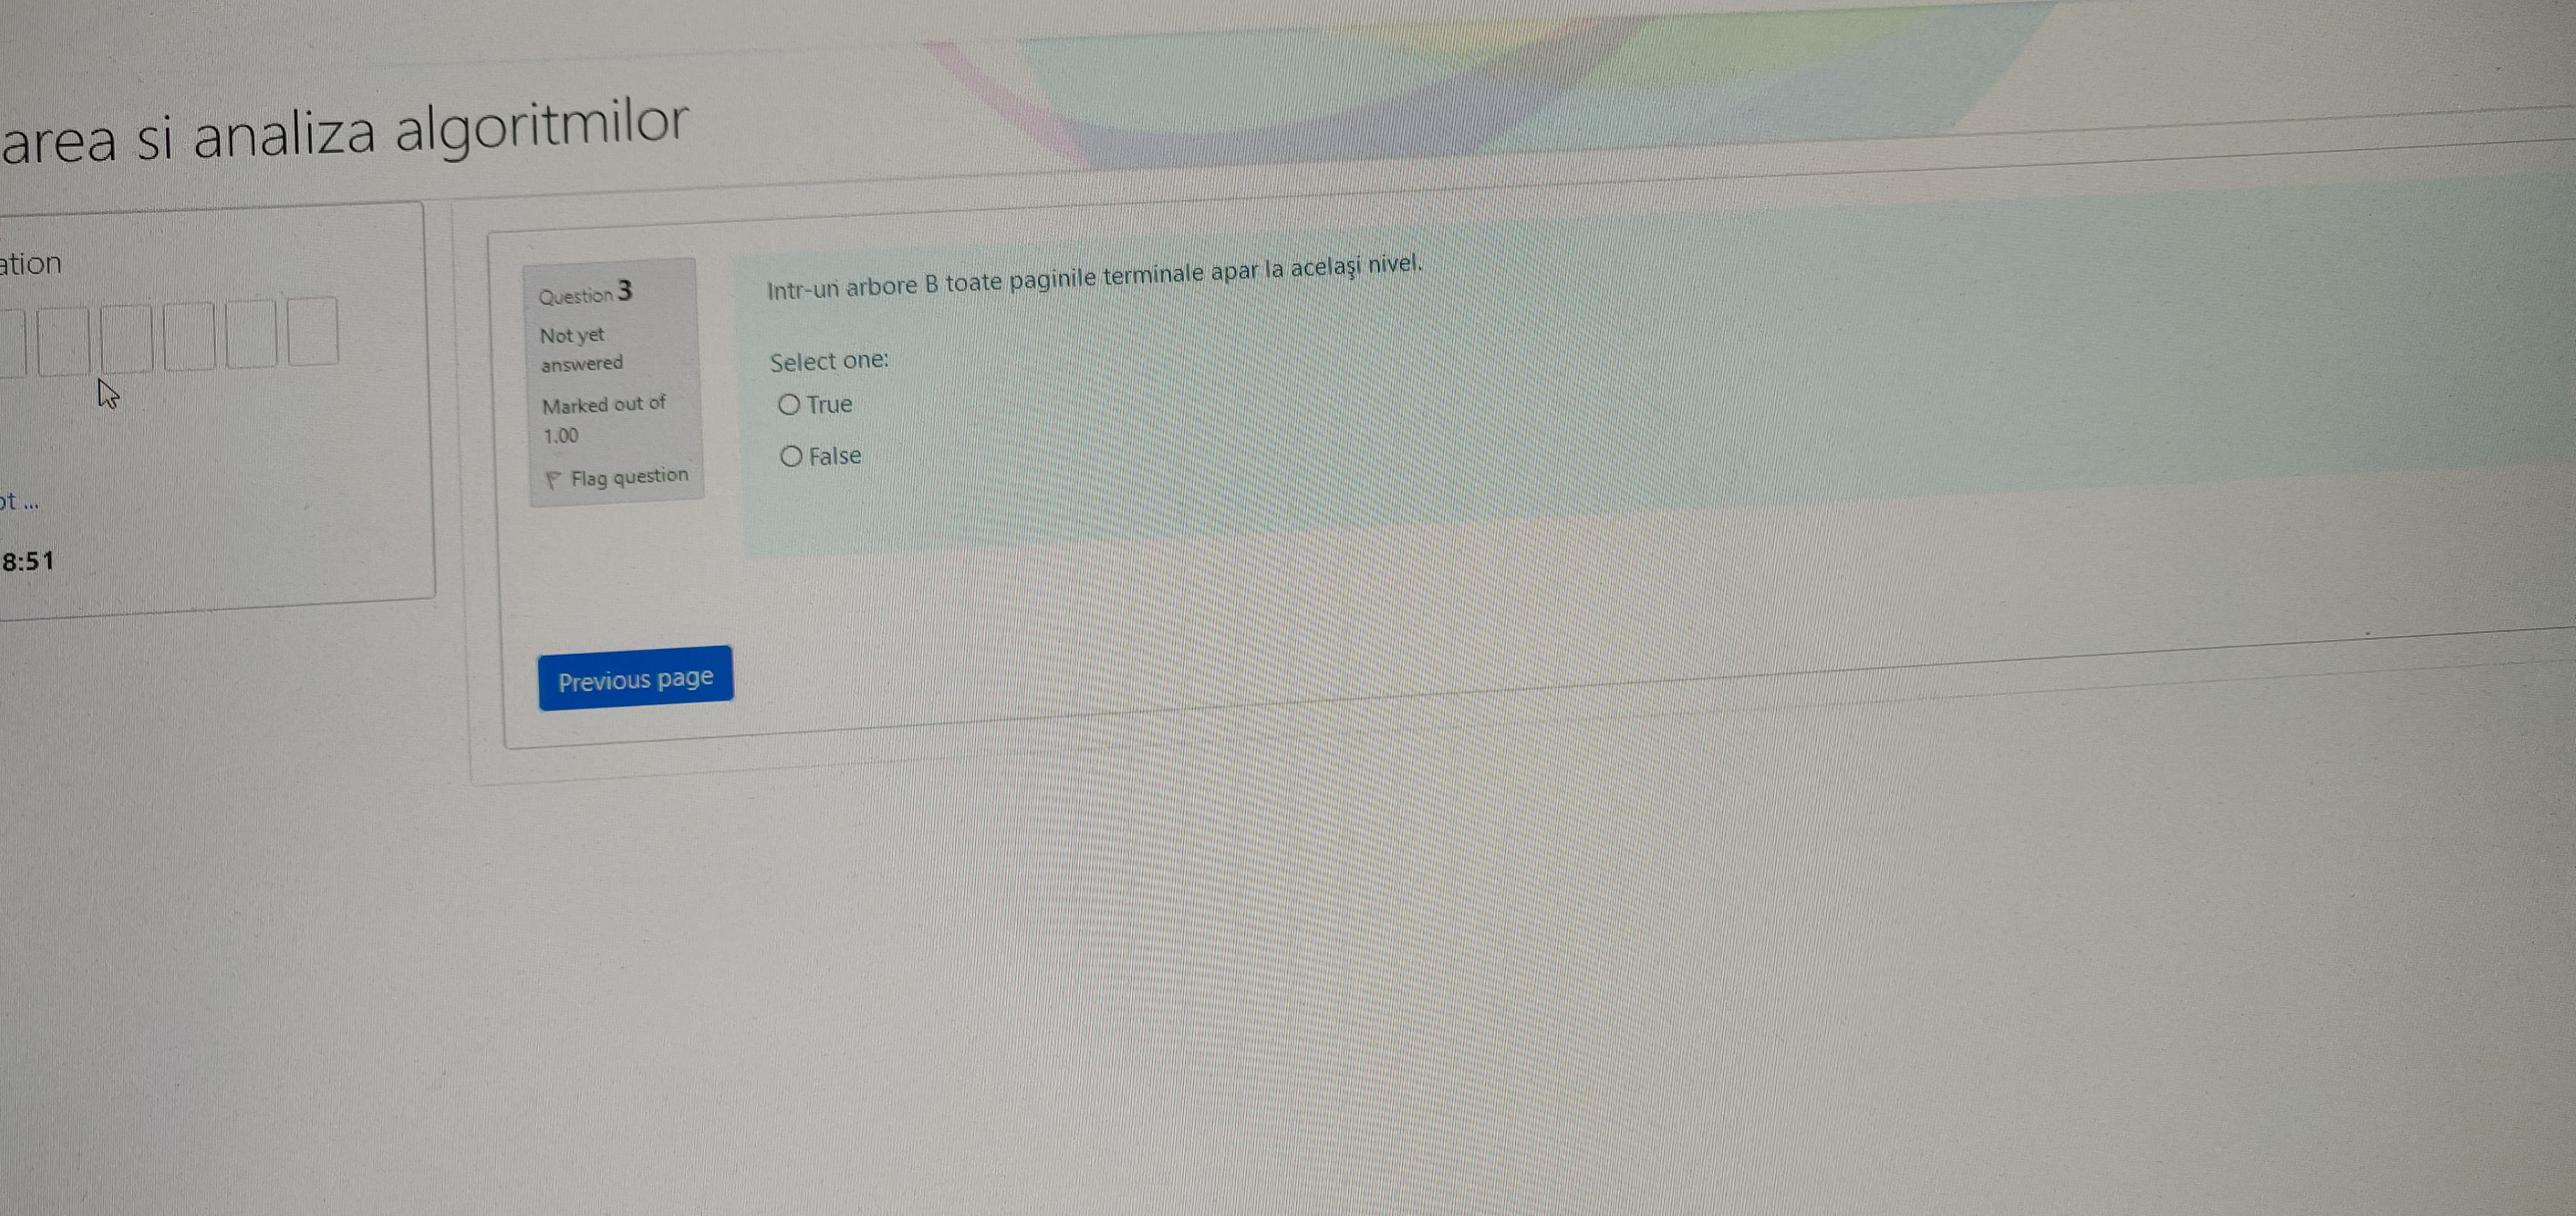 area si analiza algoritmilor
ation
8:51
Question 3
Not yet
answered
Marked out of
1.00
Flag question
Intr-un arbore B toate paginile terminale apar la acelaşi nivel.
Select one:
True
False
Previous page